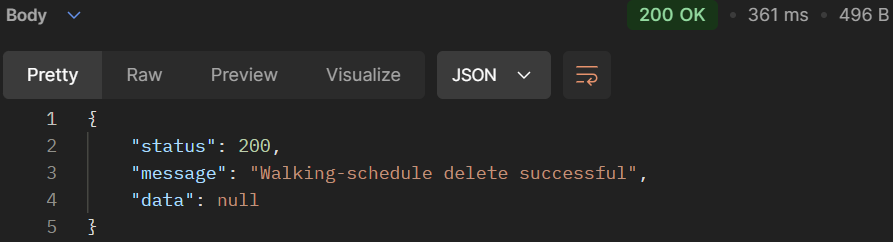 Body 200 OK • 361 ms • 496 B
Pretty Raw Preview Visualize JSON
1 {
2 "status": 200,
3 "message": "Walking-schedule delete successful",
4 "data": null
5 }